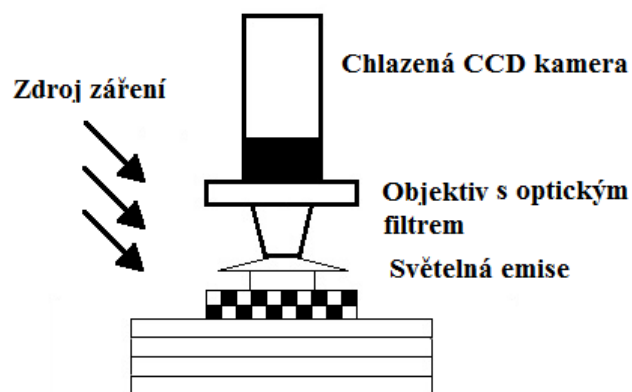 Chlazená CCD kamera
Zdroj záření
Objektiv s optickým
filtrem
Světelná emise